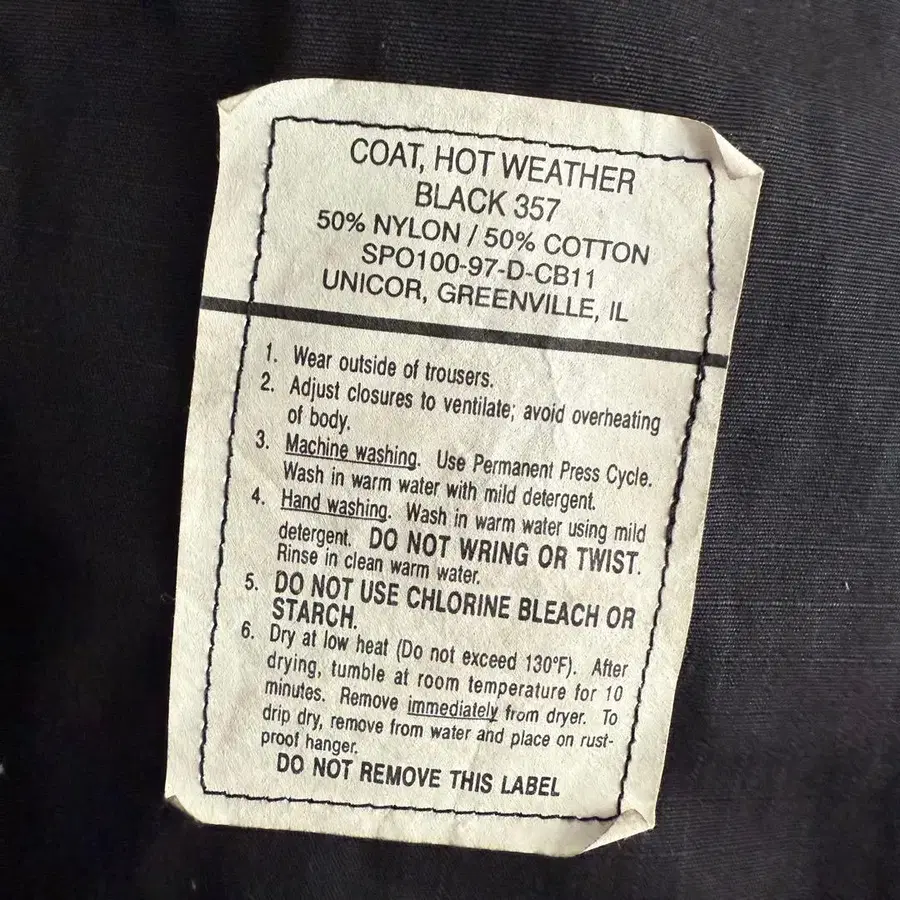 COAT, HOT WEATHER
BLACK 357
50% NYLON / 50% COTTON
SPO100-97-D-CB11
UNICOR, GREENVILLE, IL
1. Wear outside of trousers.
2. Adjust closures to ventilate; avoid overheating
of body.
3. Machine washing. Use Permanent Press Cycle.
Wash in warm water with mild detergent.
4. Hand washing. Wash in warm water using mild
detergent. DO NOT WRING OR TWIST.
Rinse in clean warm water.
5. DO NOT USE CHLORINE BLEACH OR
STARCH.
6. Dry at low heat (Do not exceed 130°F). After
drying, tumble at room temperature for 10
minutes. Remove immediately from dryer. To
drip dry, remove from water and place on rust-
proof hanger.
DO NOT REMOVE THIS LABEL